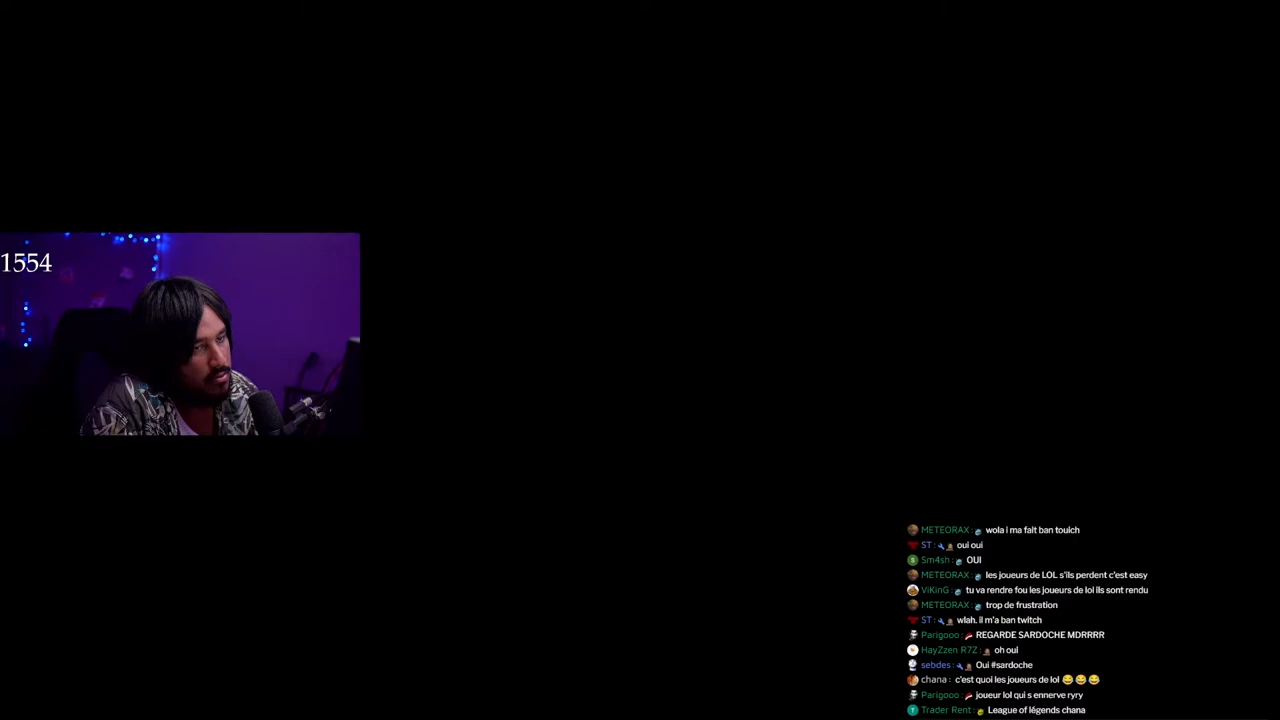 1554
METEORAX : wola i ma fait ban touich
ST : oui oui
Sm4sh : OUI
METEORAX : les joueurs de LOL s'ils perdent c'est easy
ViKinG : tu va rendre fou les joueurs de lol ils sont rendu
METEORAX : trop de frustration
ST : wlah. il m'a ban twitch
Parigooo : REGARDE SARDOCHE MDRRRR
HayZzen R7Z : oh oui
sebdes : Oui #sardoche
chana : c'est quoi les joueurs de lol 😂😂😂
Parigooo : joueur lol qui s ennerve ryry
Trader Rent : League of légends chana